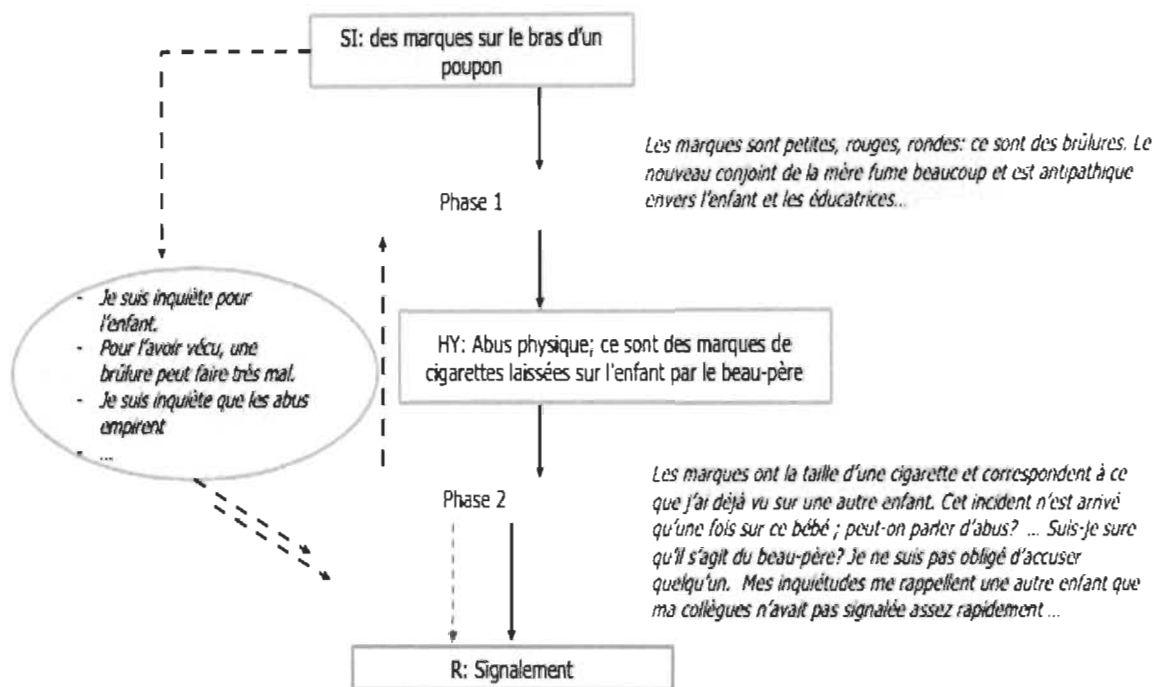 SI: des marques sur le bras d'un
poupon
Les marques sont petites, rouges, rondes: ce sont des brûlures. Le
nouveau conjoint de la mère fume beaucoup et est antipathique
envers l'enfant et les éducatrices...
Phase 1
- Je suis inquiète pour
l'enfant.
- Pour l'avoir vécu, une
brûlure peut faire très mal.
- Je suis inquiète que les abus
empirent
- ...
HY: Abus physique; ce sont des marques de
cigarettes laissées sur l'enfant par le beau-père
Phase 2
Les marques ont la taille d'une cigarette et correspondent à ce
que j'ai déjà vu sur une autre enfant. Cet incident n'est arrivé
qu'une fois sur ce bébé ; peut-on parler d'abus? ... Suis-je sure
qu'il s'agit du beau-père? Je ne suis pas obligé d'accuser
quelqu'un. Mes inquiétudes me rappellent une autre enfant que
ma collègues n'avait pas signalée assez rapidement ...
R: Signalement